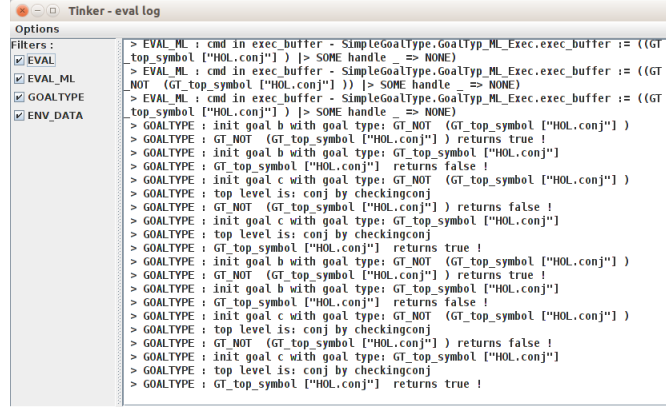 Tinker - eval log
Options
Filters :
EVAL
EVAL_ML
GOALTYPE
ENV_DATA
> EVAL_ML : cmd in exec_buffer - SimpleGoalType.GoalTyp_ML_Exec.exec_buffer := ((GT
_top_symbol ["HOL.conj"] ) |> SOME handle _ => NONE)
> EVAL_ML : cmd in exec_buffer - SimpleGoalType.GoalTyp_ML_Exec.exec_buffer := ((GT_
NOT (GT_top_symbol ["HOL.conj"] )) |> SOME handle _ => NONE)
> EVAL_ML : cmd in exec_buffer - SimpleGoalType.GoalTyp_ML_Exec.exec_buffer := ((GT
_top_symbol ["HOL.conj"] ) |> SOME handle _ => NONE)
> GOALTYPE : init goal b with goal type: GT_NOT (GT_top_symbol ["HOL.conj"] )
> GOALTYPE : GT_NOT (GT_top_symbol ["HOL.conj"] ) returns true !
> GOALTYPE : init goal b with goal type: GT_top_symbol ["HOL.conj"]
> GOALTYPE : GT_top_symbol ["HOL.conj"] returns false !
> GOALTYPE : init goal c with goal type: GT_NOT (GT_top_symbol ["HOL.conj"] )
> GOALTYPE : top level is: conj by checkingconj
> GOALTYPE : GT_NOT (GT_top_symbol ["HOL.conj"] ) returns false !
> GOALTYPE : init goal c with goal type: GT_top_symbol ["HOL.conj"]
> GOALTYPE : top level is: conj by checkingconj
> GOALTYPE : GT_top_symbol ["HOL.conj"] returns true !
> GOALTYPE : init goal b with goal type: GT_NOT (GT_top_symbol ["HOL.conj"] )
> GOALTYPE : GT_NOT (GT_top_symbol ["HOL.conj"] ) returns true !
> GOALTYPE : init goal b with goal type: GT_top_symbol ["HOL.conj"]
> GOALTYPE : GT_top_symbol ["HOL.conj"] returns false !
> GOALTYPE : init goal c with goal type: GT_NOT (GT_top_symbol ["HOL.conj"] )
> GOALTYPE : top level is: conj by checkingconj
> GOALTYPE : GT_NOT (GT_top_symbol ["HOL.conj"] ) returns false !
> GOALTYPE : init goal c with goal type: GT_top_symbol ["HOL.conj"]
> GOALTYPE : top level is: conj by checkingconj
> GOALTYPE : GT_top_symbol ["HOL.conj"] returns true !